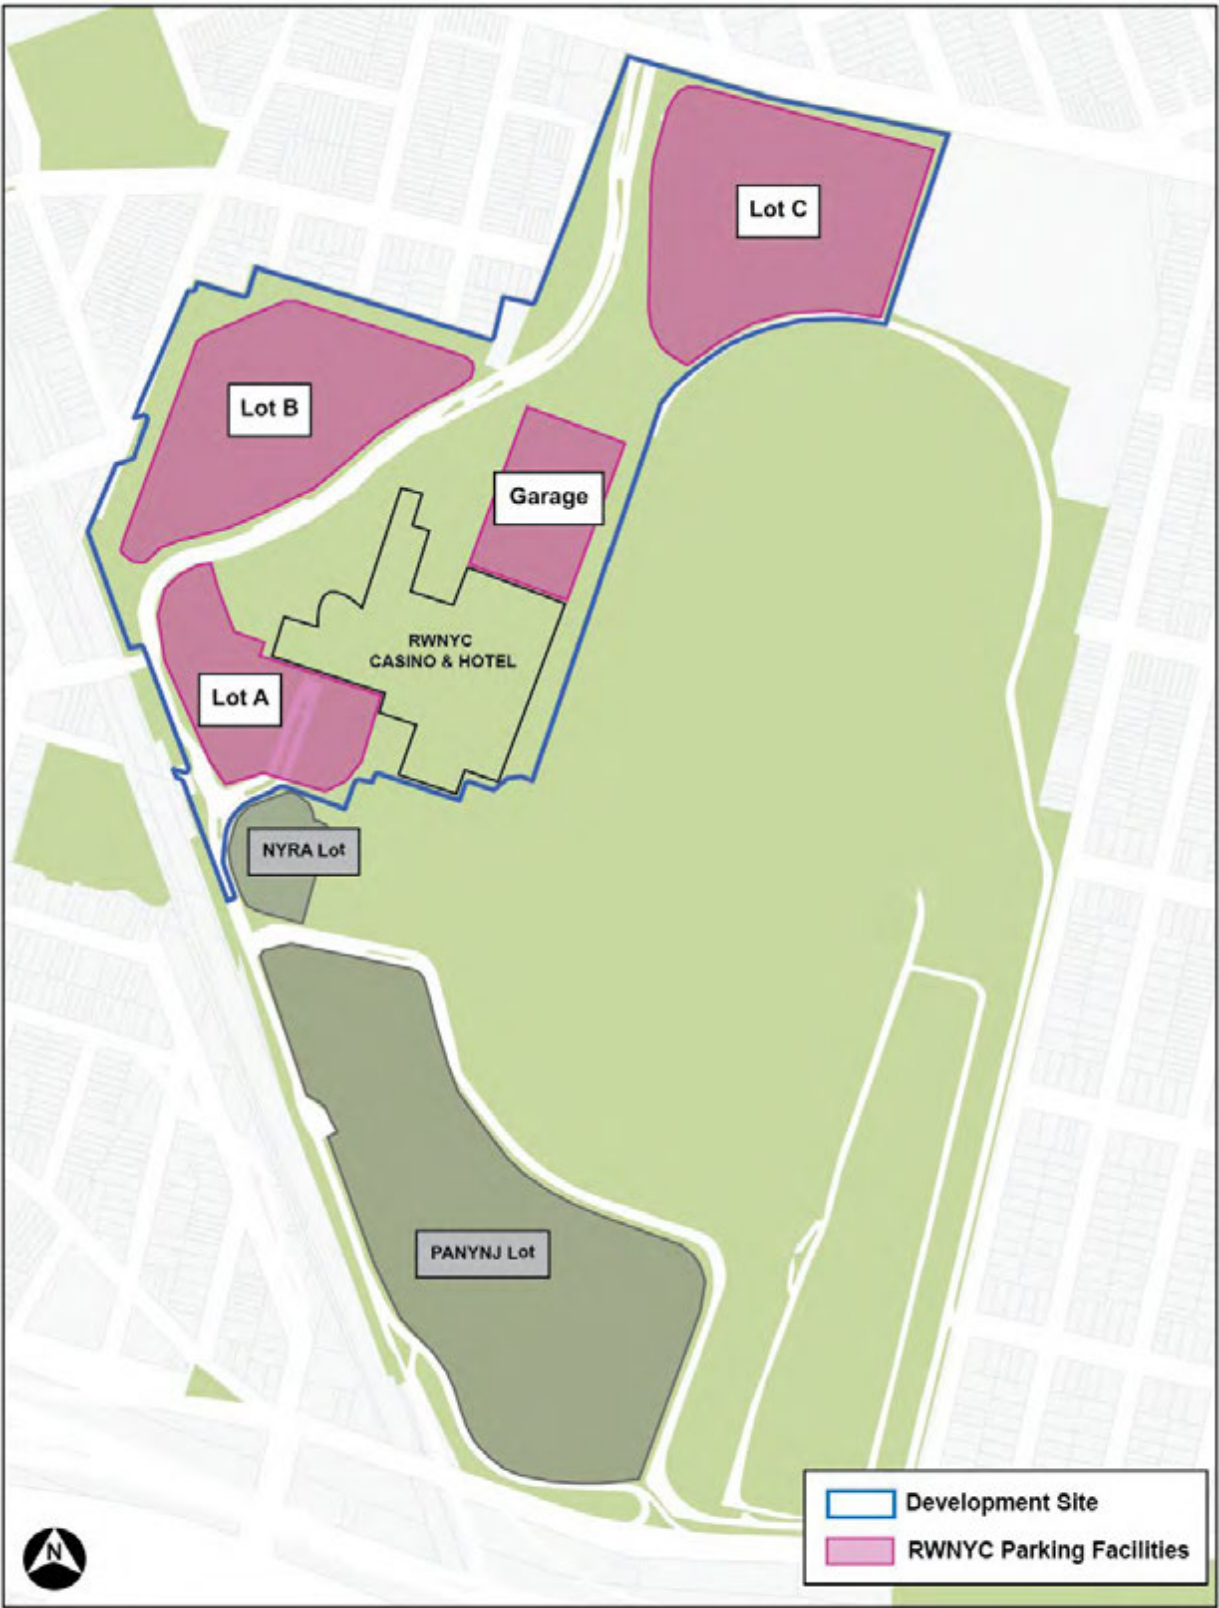 Lot C
Lot B
Garage
RWNYC
CASINO & HOTEL
Lot A
NYRA Lot
PANYNJ Lot
Development Site
RWNYC Parking Facilities
N